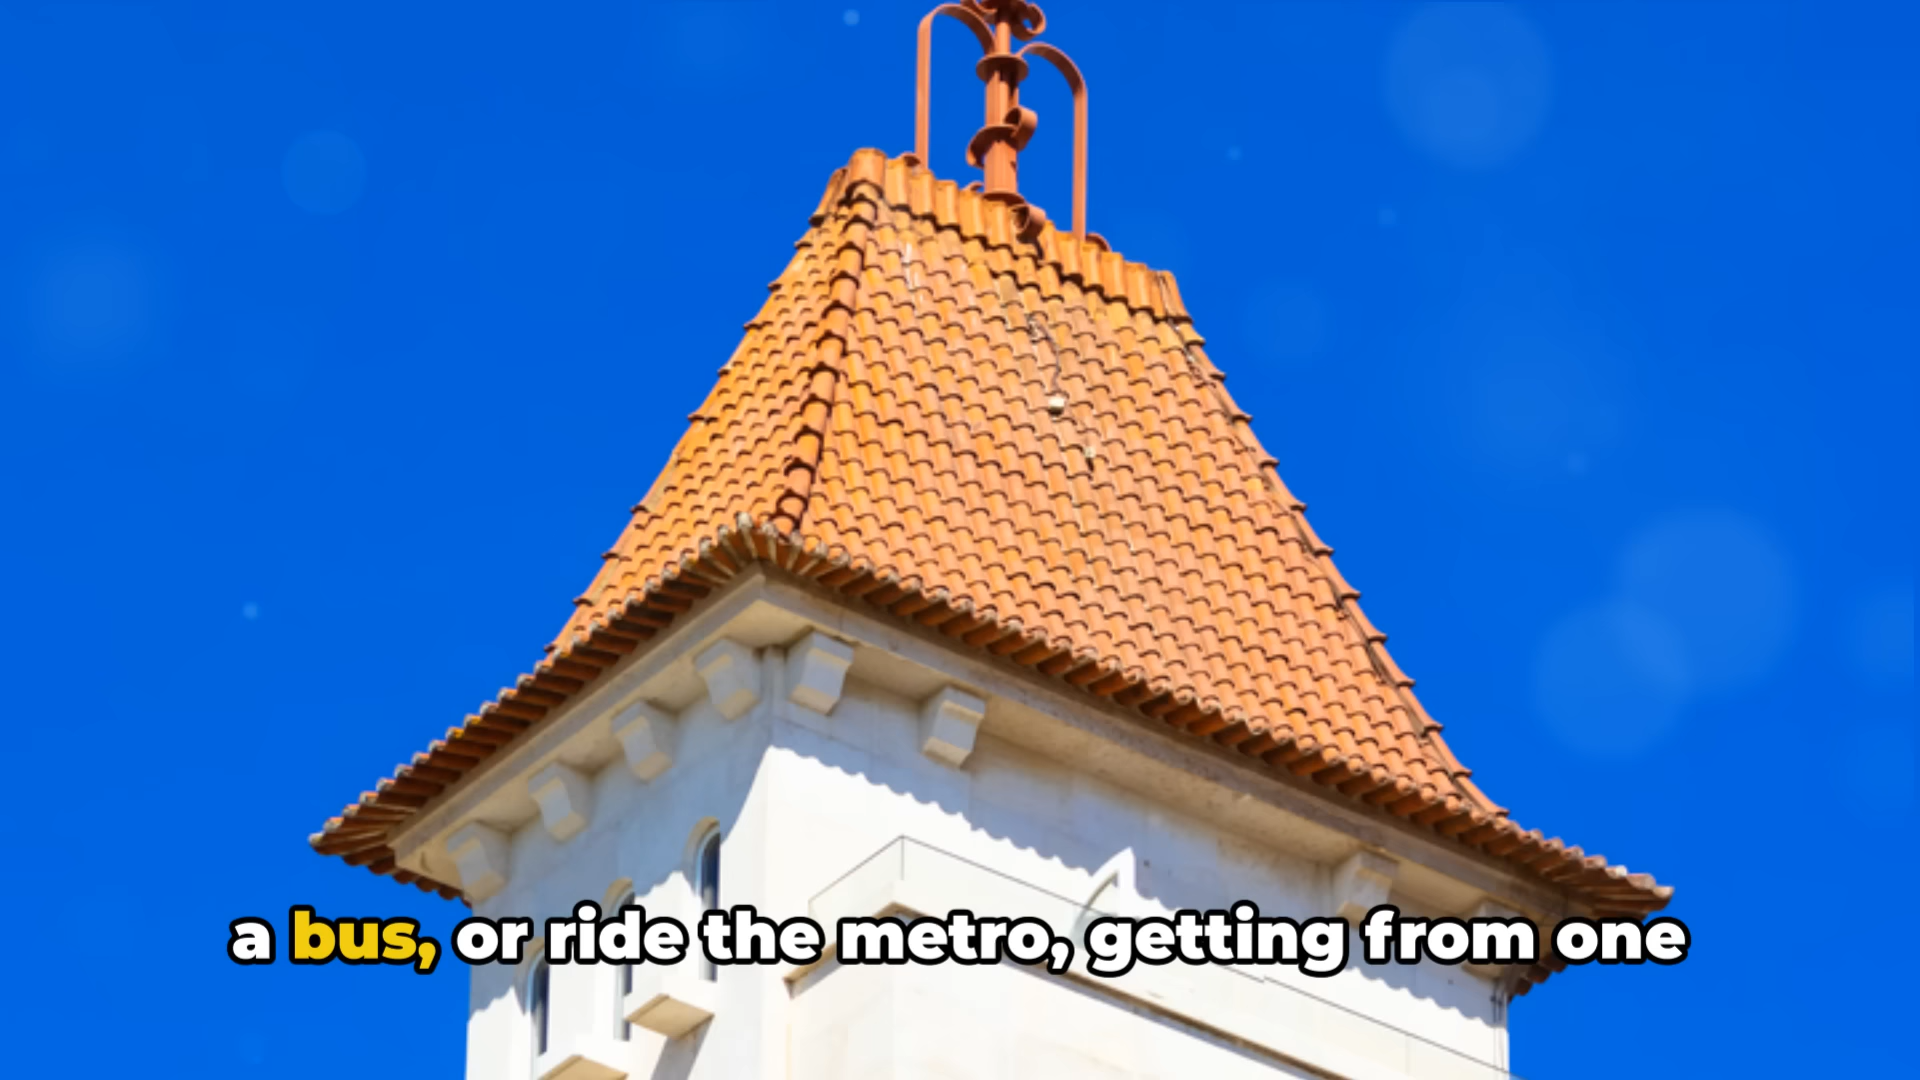 a bus, or ride the metro, getting from one